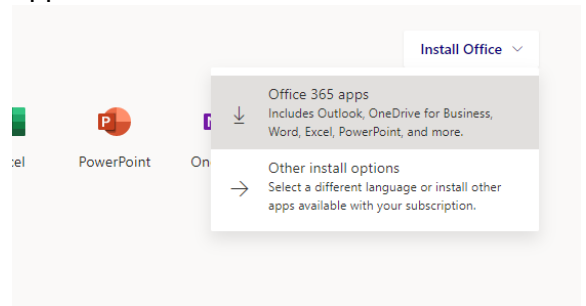 Install Office
Office 365 apps
Includes Outlook, OneDrive for Business,
Word, Excel, PowerPoint, and more.
PowerPoint
Other install options
Select a different language or install other
apps available with your subscription.